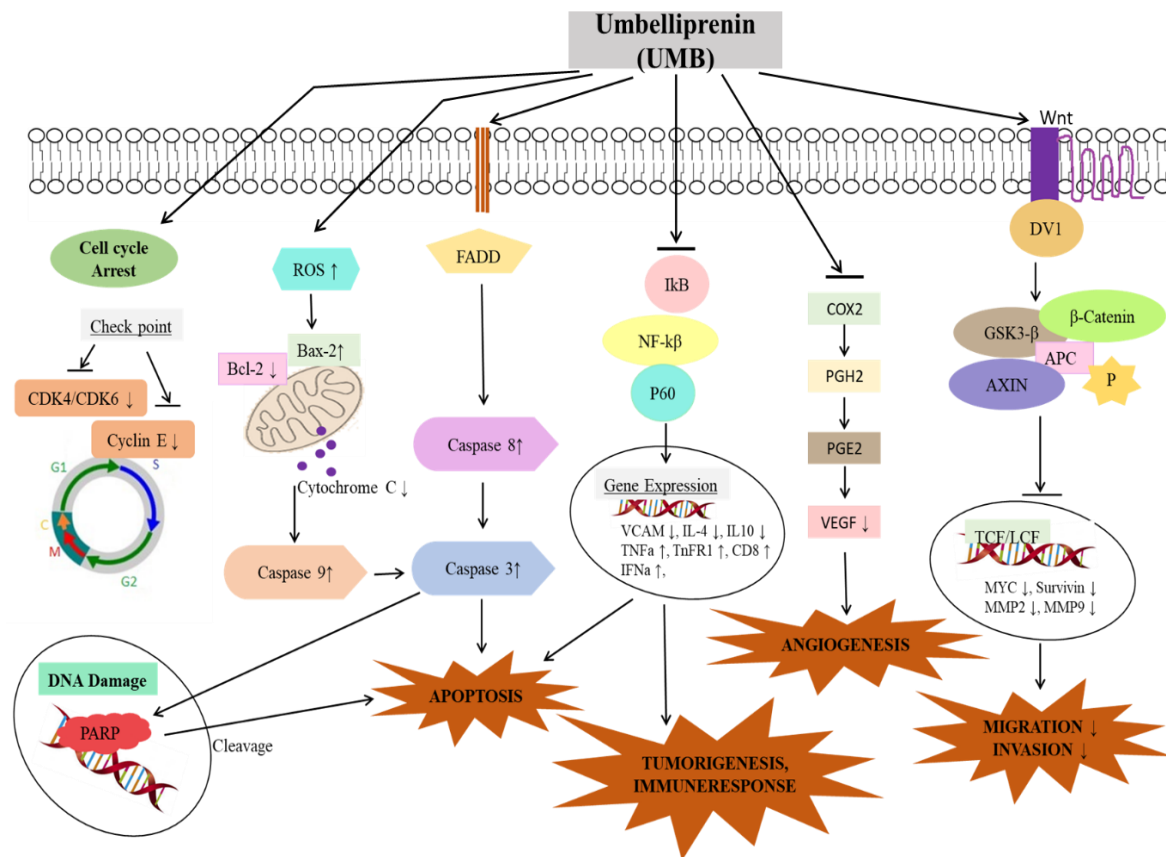 Umbelliprenin
(UMB)
Wnt
Cell cycle
Arrest
ROS ↑
FADD
IkB
DV1
Check point
Bax-2↑
Bcl-2 ↓
NF-kβ
COX2
GSK3-β
β-Catenin
APC
CDK4/CDK6 ↓
P60
PGH2
AXIN
P
Cyclin E ↓
Caspase 8↑
PGE2
G1
S
Cytochrome C ↓
Gene Expression
VCAM ↓, IL-4 ↓, IL10 ↓
TNFa ↑, TnFR1 ↑, CD8 ↑
IFNa ↑,
VEGF ↓
C
M
G2
TCF/LCF
MYC ↓, Survivin ↓
MMP2 ↓, MMP9 ↓
Caspase 9↑
Caspase 3↑
ANGIOGENESIS
DNA Damage
APOPTOSIS
PARP
Cleavage
MIGRATION ↓
INVASION ↓
TUMORIGENESIS,
IMMUNERESPONSE